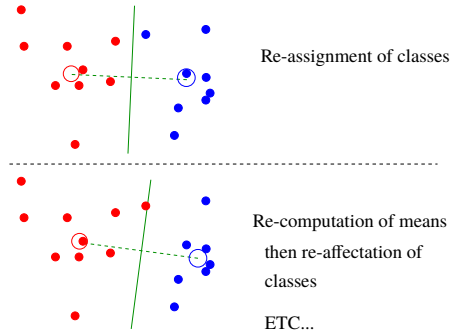 Re-assignment of classes
Re-computation of means
then re-affectation of
classes
ETC...